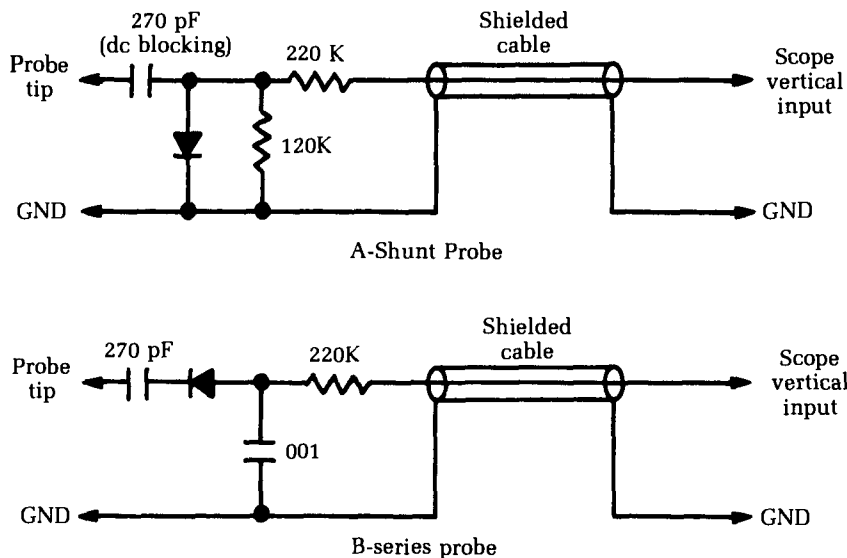 270 pF
(dc blocking)
220 K
Shielded
cable
Probe
tip
Scope
vertical
input
120K
GND
GND
A-Shunt Probe
270 pF
220K
Shielded
cable
Probe
tip
Scope
vertical
input
001
GND
GND
B-series probe